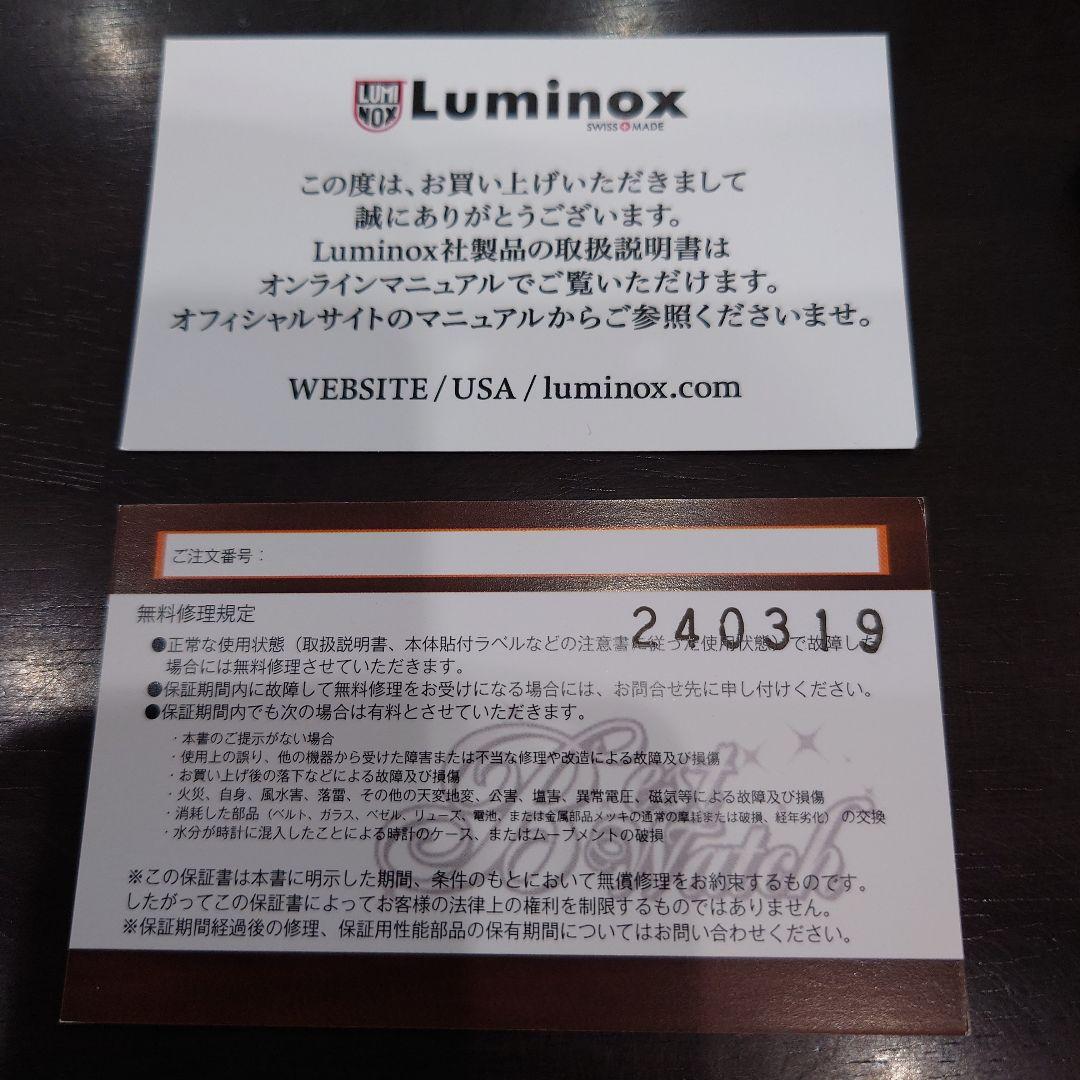 LUMI
NOX
Luminox
SWISS MADE
この度は、お買い上げいただきまして
誠にありがとうございます。
Luminox社製品の取扱説明書は
オンラインマニュアルでご覧いただけます。
オフィシャルサイトのマニュアルからご参照くださいませ。
WEBSITE / USA / luminox.com
ご注文番号：
無料修理規定
240319
●正常な使用状態（取扱説明書、本体貼付ラベルなどの注意書に従った使用状態）で故障した
場合には無料修理させていただきます。
●保証期間内に故障して無料修理をお受けになる場合には、お問合せ先に申し付けください。
●保証期間内でも次の場合は有料とさせていただきます。
・本書のご提示がない場合
・使用上の誤り、他の機器から受けた障害または不当な修理や改造による故障及び損傷
・お買い上げ後の落下などによる故障及び損傷
・火災、自身、風水害、落雷、その他の天変地変、公害、塩害、異常電圧、磁気等による故障及び損傷
・消耗した部品（ベルト、ガラス、ベゼル、リューズ、電池、または金属部品メッキの通常の摩耗または破損、経年劣化）の交換
・水分が時計に混入したことによる時計のケース、またはムーブメントの破損
Best
Watch
※この保証書は本書に明示した期間、条件のもとにおいて無償修理をお約束するものです。
したがってこの保証書によってお客様の法律上の権利を制限するものではありません。
※保証期間経過後の修理、保証用性能部品の保有期間についてはお問い合わせください。